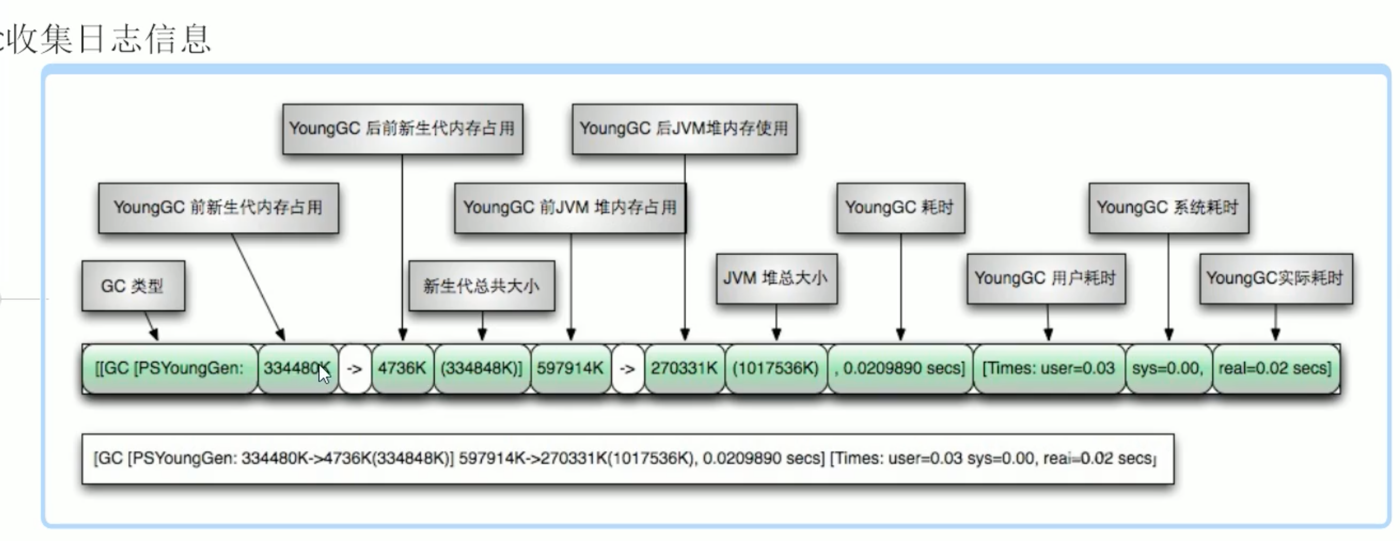 收集日志信息
YoungGC 后前新生代内存占用
YoungGC 后JVM堆内存使用
YoungGC 前新生代内存占用
YoungGC 前JVM 堆内存占用
YoungGC 耗时
YoungGC 系统耗时
GC 类型
新生代总共大小
JVM 堆总大小
YoungGC 用户耗时
YoungGC实际耗时
[[GC [PSYoungGen: 334480K -> 4736K (334848K)] 597914K -> 270331K (1017536K) , 0.0209890 secs] [Times: user=0.03 sys=0.00, real=0.02 secs]
[GC [PSYoungGen: 334480K->4736K(334848K)] 597914K->270331K(1017536K), 0.0209890 secs] [Times: user=0.03 sys=0.00, real=0.02 secs]